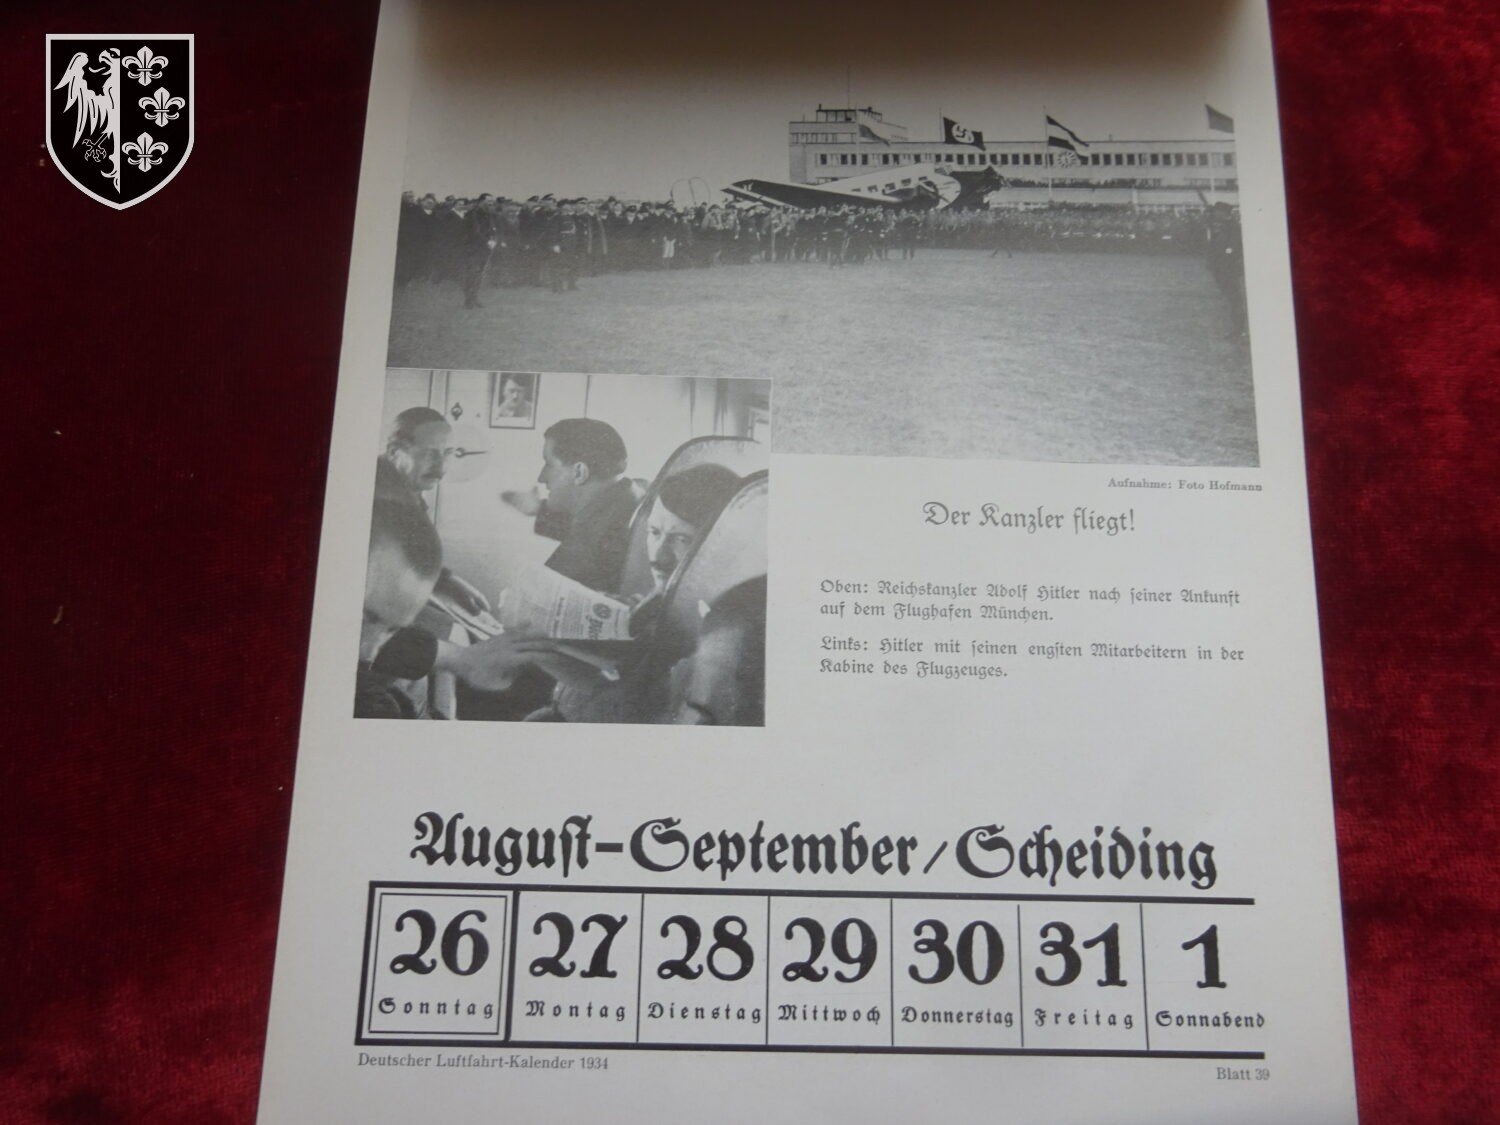 Aufnahme: Foto Hofmann
Der Kanzler fliegt!
Oben: Reichskanzler Adolf Hitler nach seiner Ankunft
auf dem Flughafen München.
Links: Hitler mit seinen engsten Mitarbeitern in der
Kabine des Flugzeuges.
August-September/Scheiding
26 27 28 29 30 31 1
Sonntag Montag Dienstag Mittwoch Donnerstag Freitag Sonnabend
Deutscher Luftfahrt-Kalender 1934
Blatt 39